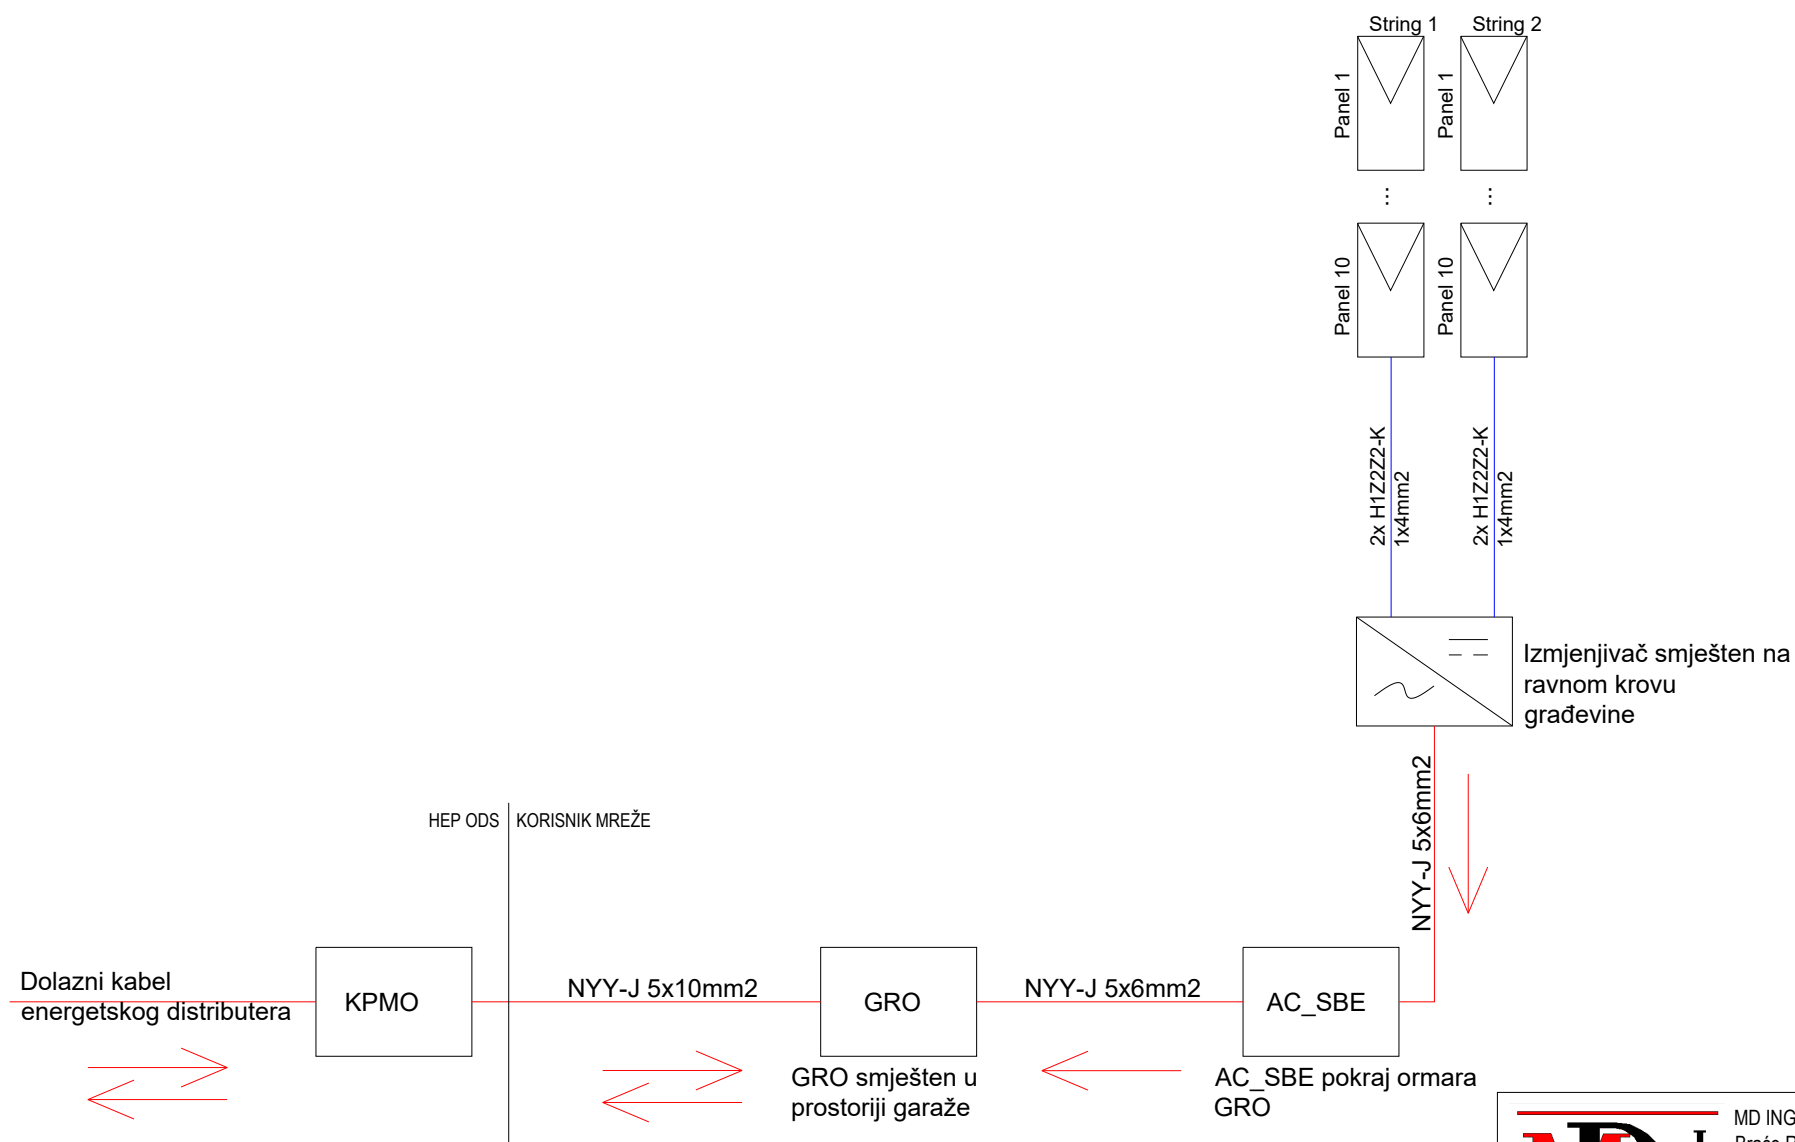 String 1
String 2
Panel 1
Panel 1
...
...
Panel 10
Panel 10
2x H1Z2Z2-K
1x4mm2
2x H1Z2Z2-K
1x4mm2
Izmjenjivač smješten na
ravnom krovu
građevine
NYY-J 5x6mm2
HEP ODS
KORISNIK MREŽE
Dolazni kabel
energetskog distributera
KPMO
NYY-J 5x10mm2
GRO
NYY-J 5x6mm2
AC_SBE
GRO smješten u
prostoriji garaže
AC_SBE pokraj ormara
GRO
MD ING